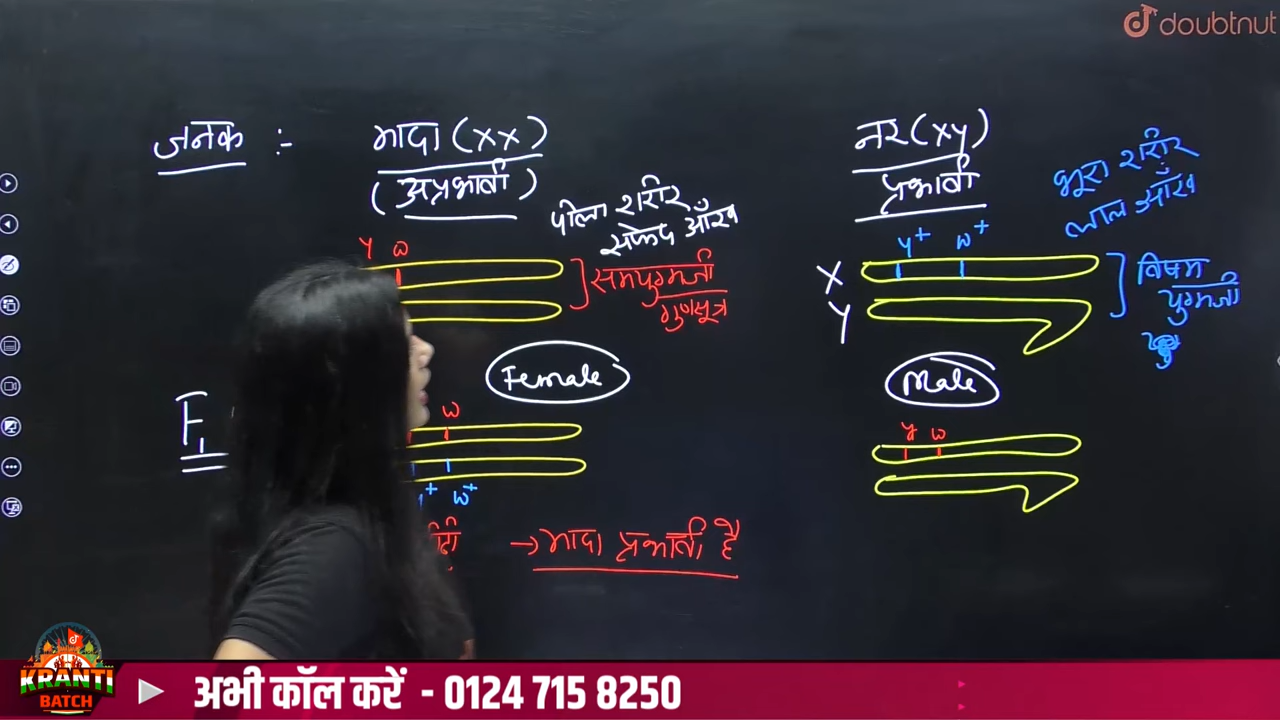 doubtnut
जनक :-
मादा (xx)
(अप्रभावी)
नर (xy)
प्रभावी
पीला शरीर
सफेद आँख
भूरा शरीर
लाल आँख
y w
y+ w+
X
Y
समयुग्मजी
गुणसूत्र
विषम
युग्मजी
Female
Male
F1
w
w+
y w
→ मादा प्रभावी है
KRANTI
BATCH
अभी कॉल करें - 0124 715 8250